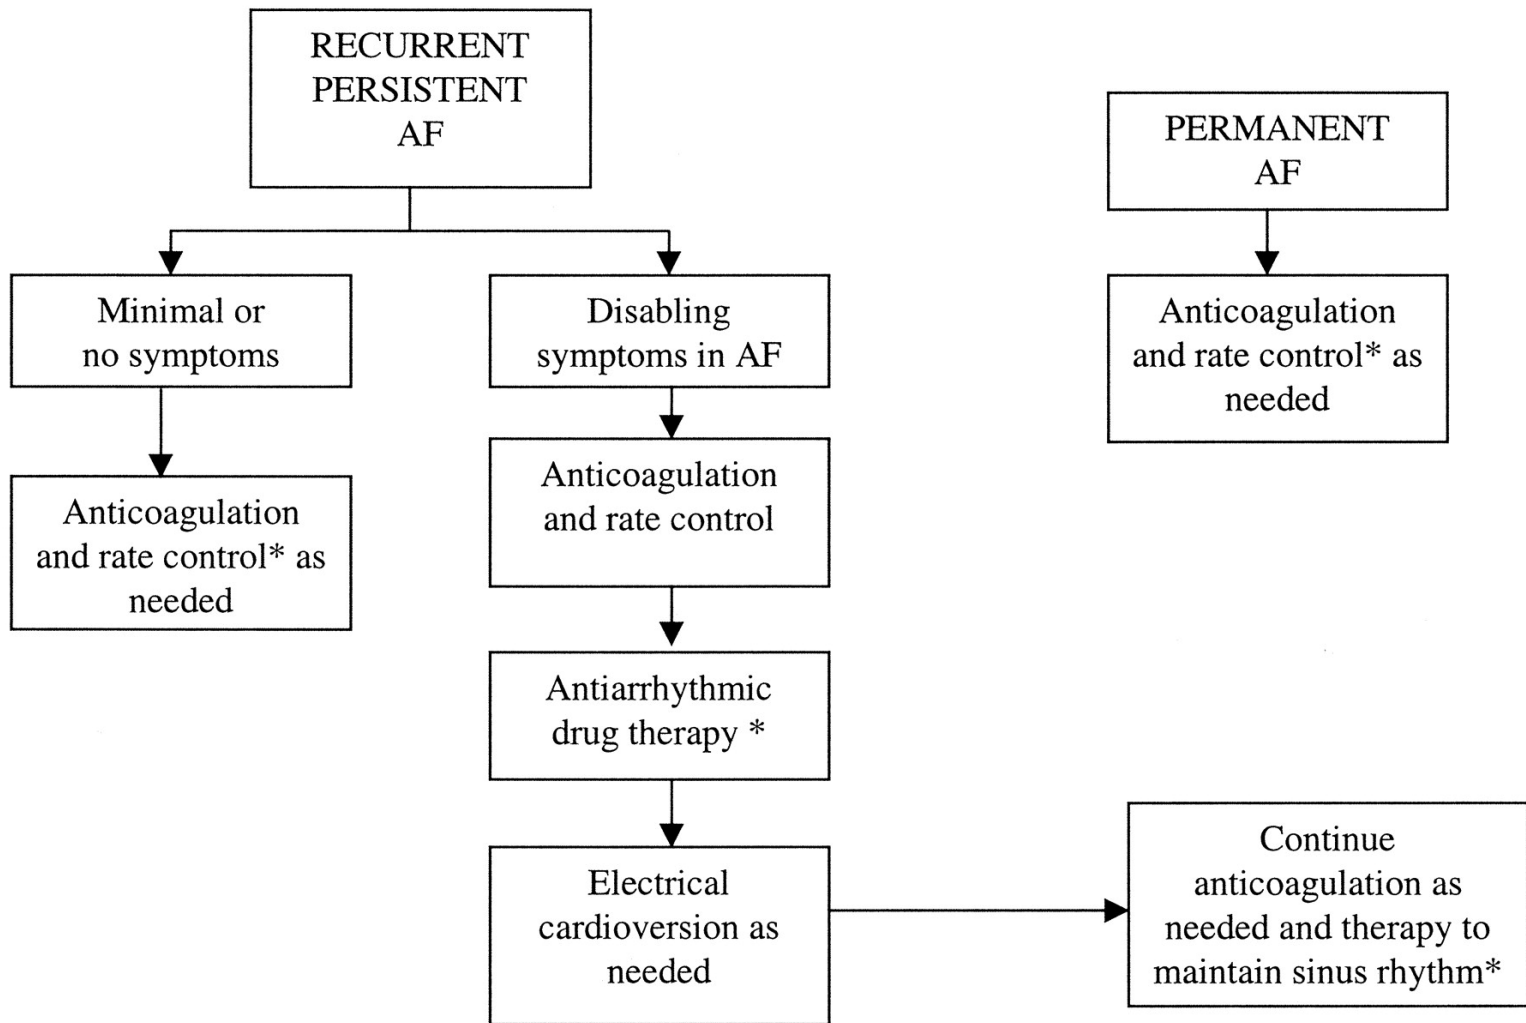 RECURRENT
PERSISTENT
AF
PERMANENT
AF
Minimal or
no symptoms
Disabling
symptoms in AF
Anticoagulation
and rate control* as
needed
Anticoagulation
and rate control* as
needed
Anticoagulation
and rate control
Antiarrhythmic
drug therapy *
Electrical
cardioversion as
needed
Continue
anticoagulation as
needed and therapy to
maintain sinus rhythm*